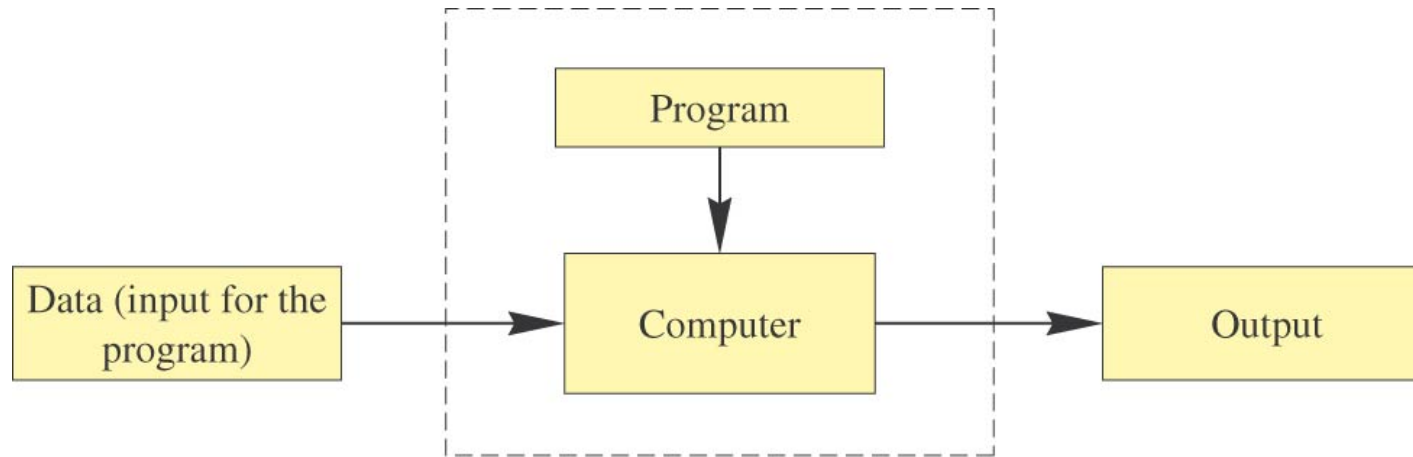 Program
Data (input for the
program)
Computer
Output